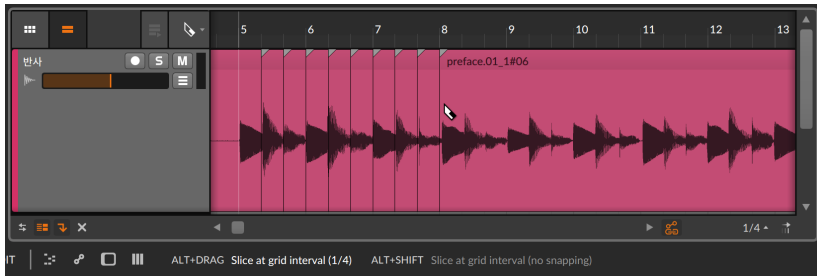 5 6 7 8 9 10 11 12 13
반사 S M
preface.01_1#06
1/4
IT ALT+DRAG Slice at grid interval (1/4) ALT+SHIFT Slice at grid interval (no snapping)